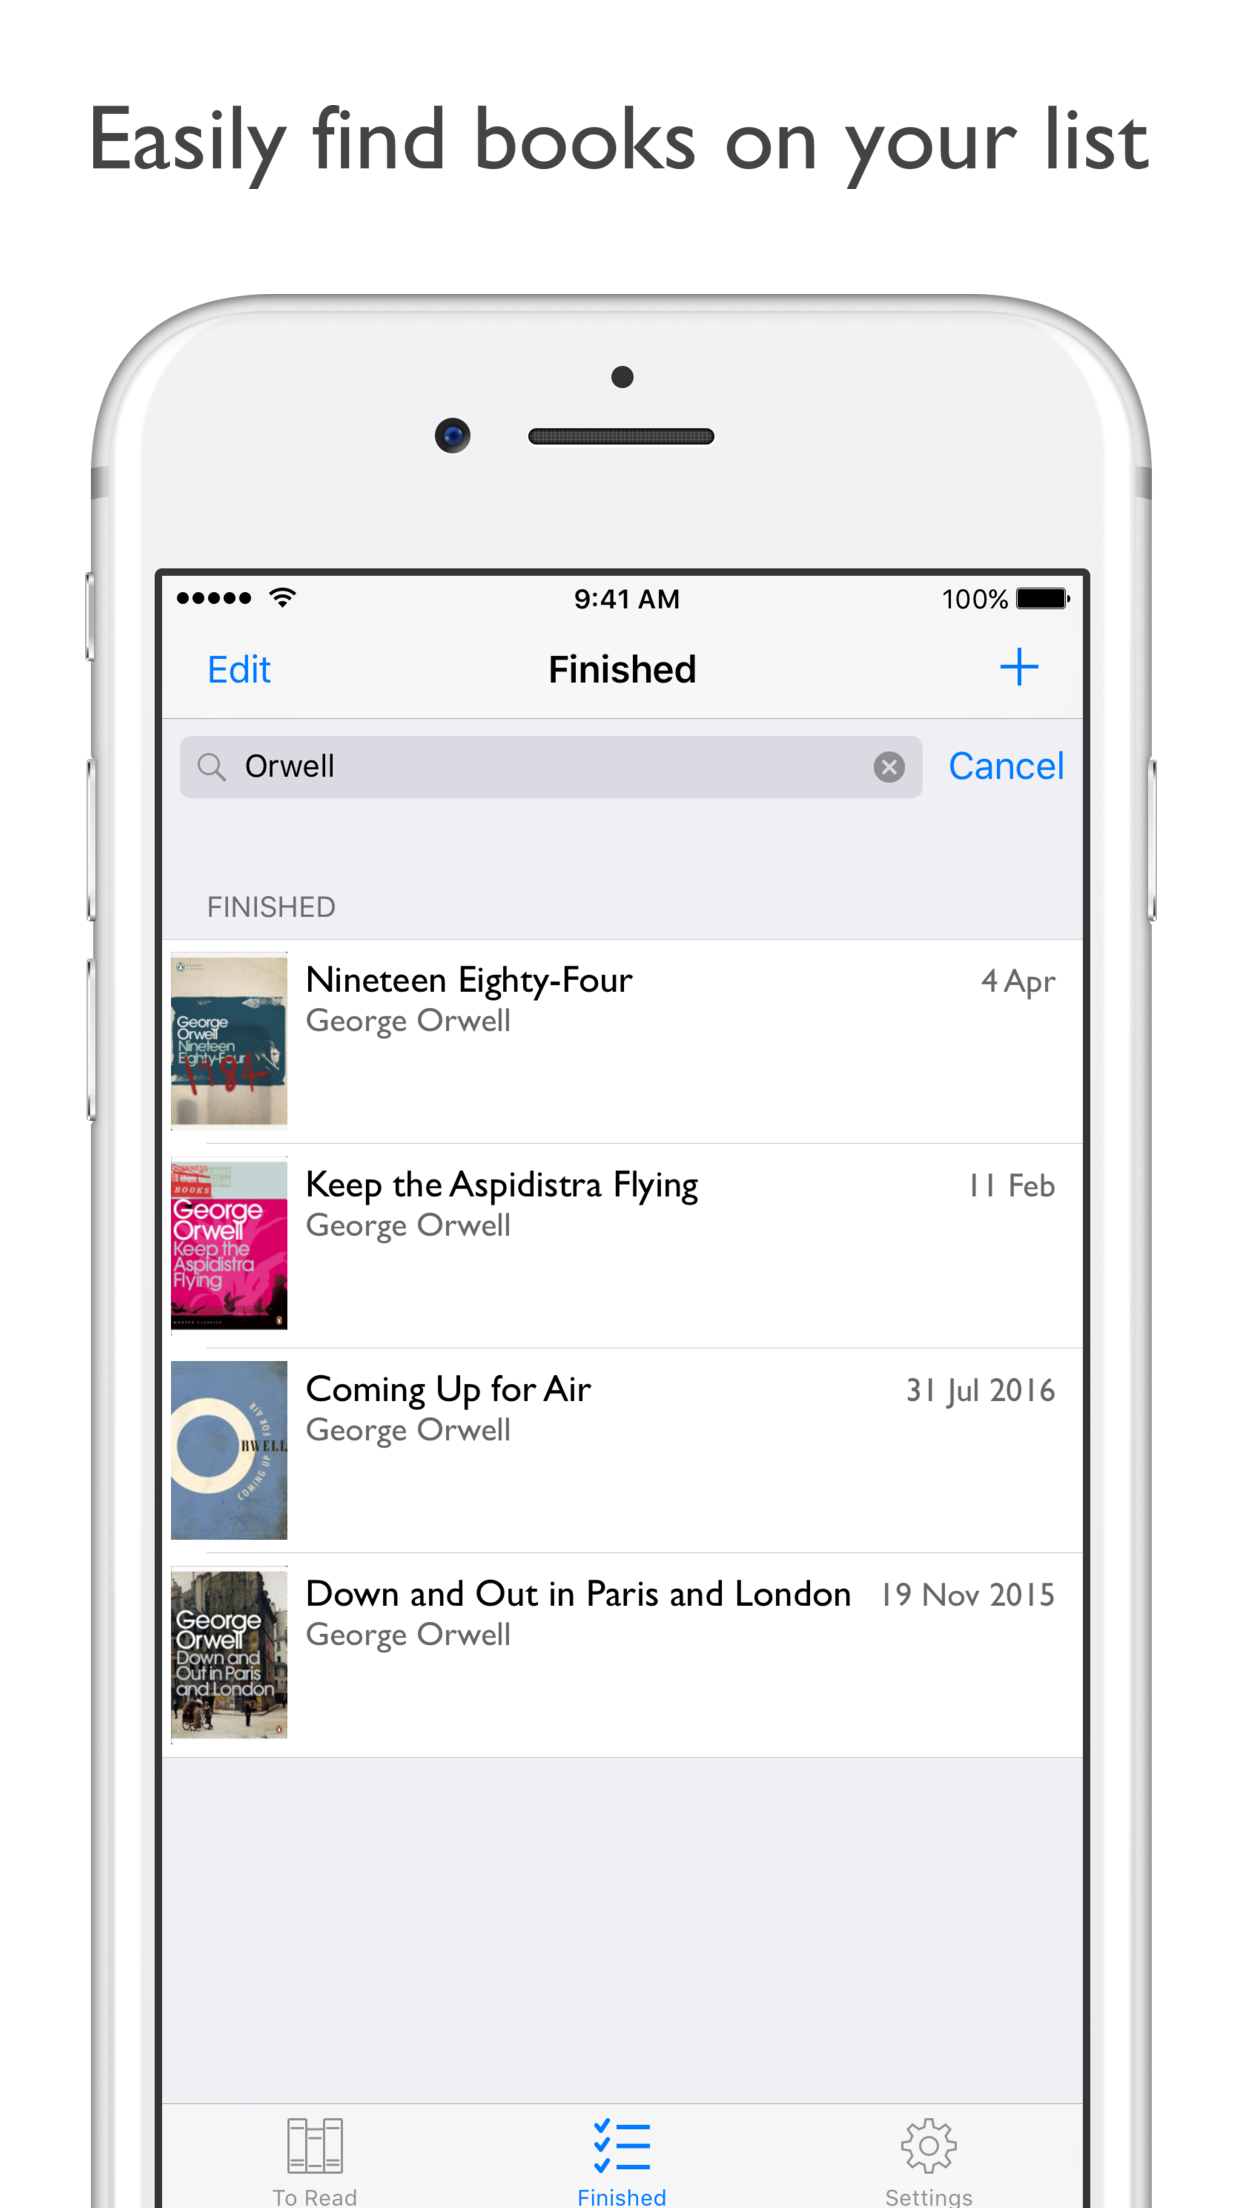 Easily find books on your list
9:41 AM
100%
Edit
Finished
Orwell
Cancel
FINISHED
George
Orwell
Nineteen
Eighty-Four
1984
Nineteen Eighty-Four
4 Apr
George Orwell
BOOKS
George
Orwell
Keep the
Aspidistra
Flying
MODERN CLASSICS
Keep the Aspidistra Flying
11 Feb
George Orwell
ORWELL
COMING UP FOR AIR
Coming Up for Air
31 Jul 2016
George Orwell
George
Orwell
Down and
Out in Paris
and London
Down and Out in Paris and London
19 Nov 2015
George Orwell
To Read
Finished
Settings